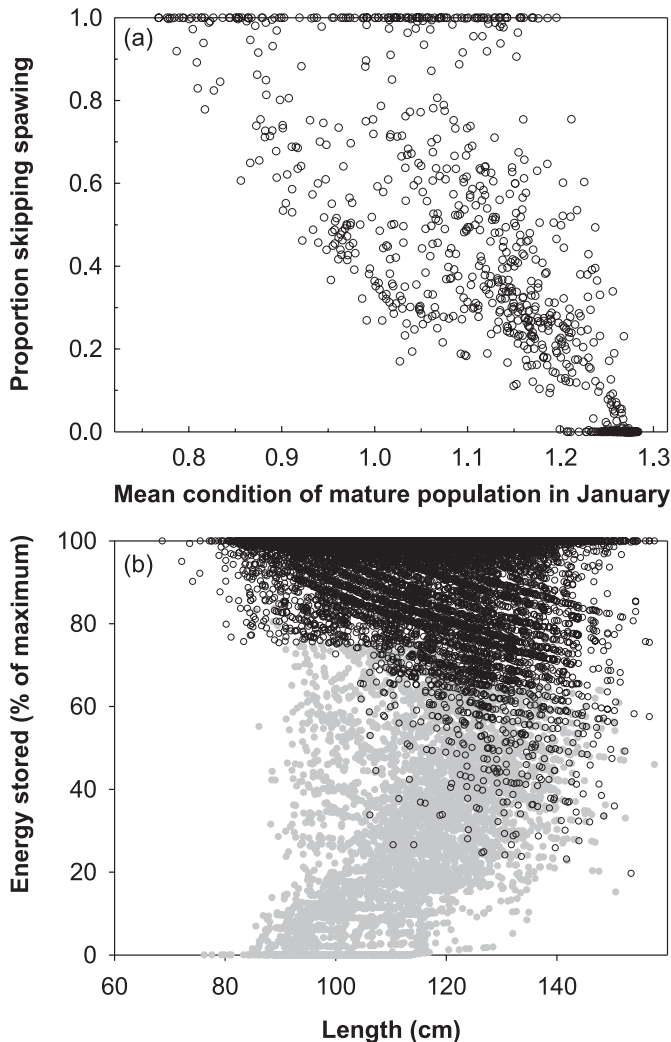 (a)
Proportion skipping spawing
1.0
0.8
0.6
0.4
0.2
0.0
0.8 0.9 1.0 1.1 1.2 1.3
Mean condition of mature population in January
(b)
Energy stored (% of maximum)
100
80
60
40
20
0
60 80 100 120 140
Length (cm)